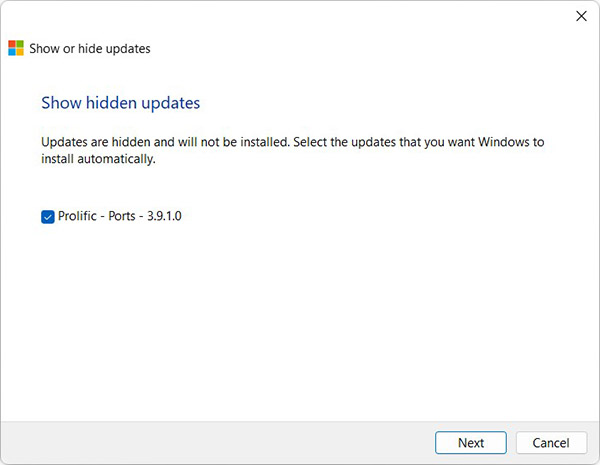 Show or hide updates
Show hidden updates
Updates are hidden and will not be installed. Select the updates that you want Windows to
install automatically.
Prolific - Ports - 3.9.1.0
Next Cancel